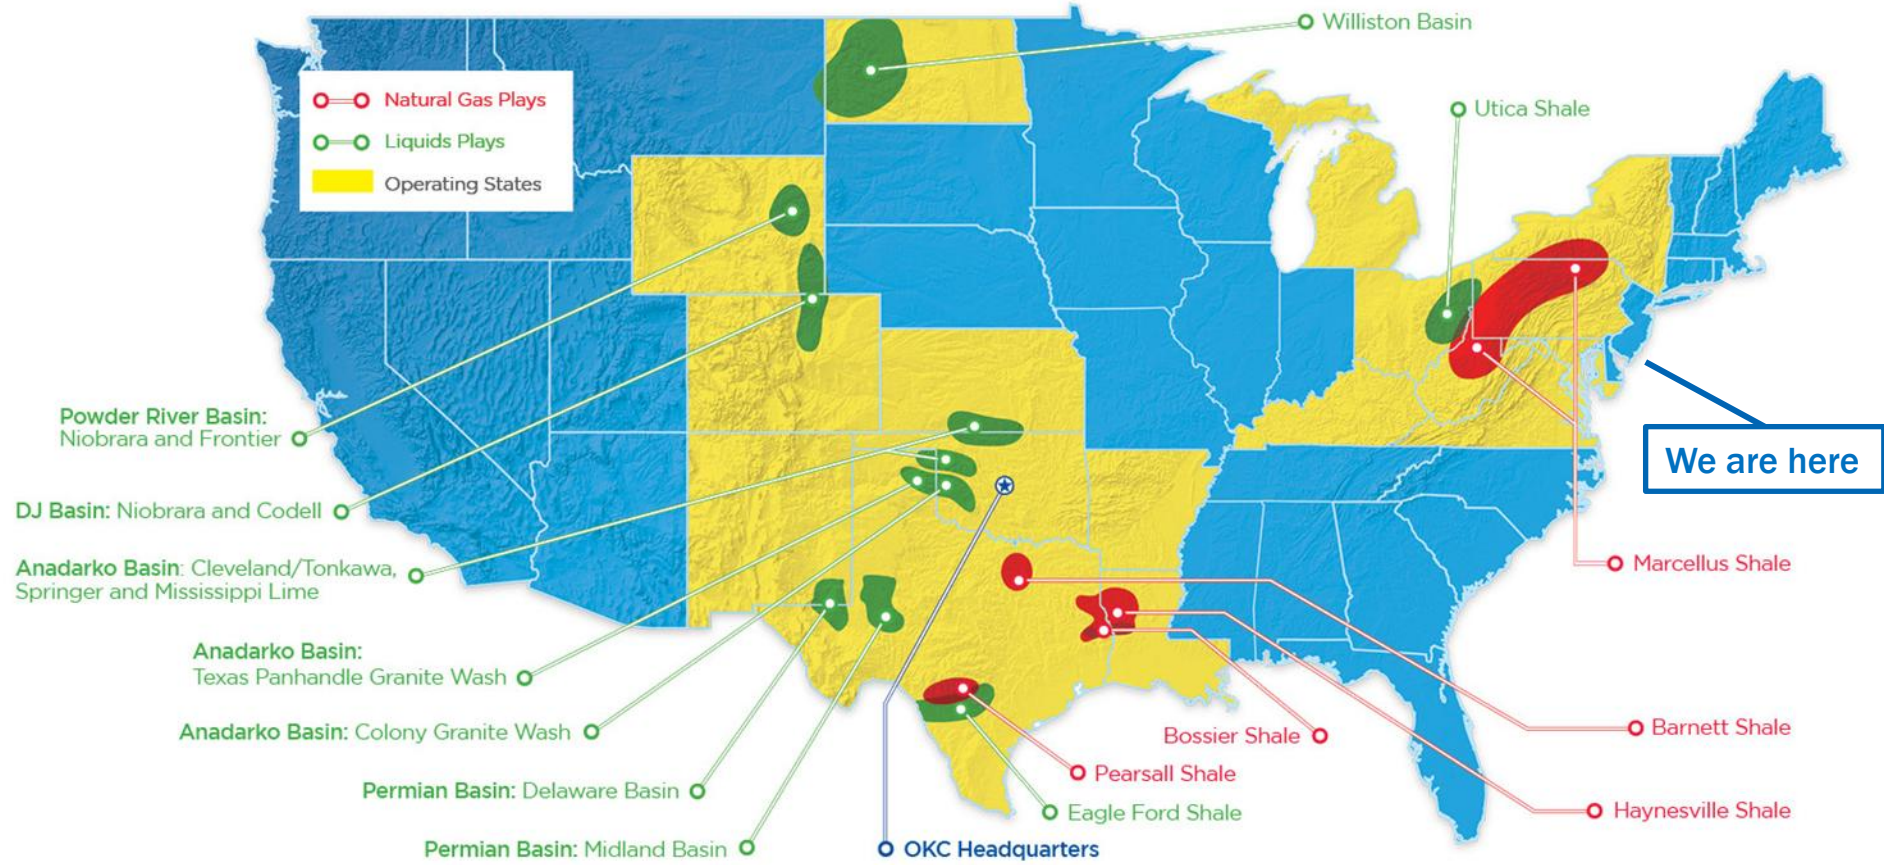 Williston Basin
Natural Gas Plays
Liquids Plays
Operating States
Utica Shale
Powder River Basin:
Niobrara and Frontier
We are here
DJ Basin: Niobrara and Codell
Anadarko Basin: Cleveland/Tonkawa,
Springer and Mississippi Lime
Marcellus Shale
Anadarko Basin:
Texas Panhandle Granite Wash
Anadarko Basin: Colony Granite Wash
Bossier Shale
Barnett Shale
Pearsall Shale
Permian Basin: Delaware Basin
Eagle Ford Shale
Haynesville Shale
Permian Basin: Midland Basin
OKC Headquarters